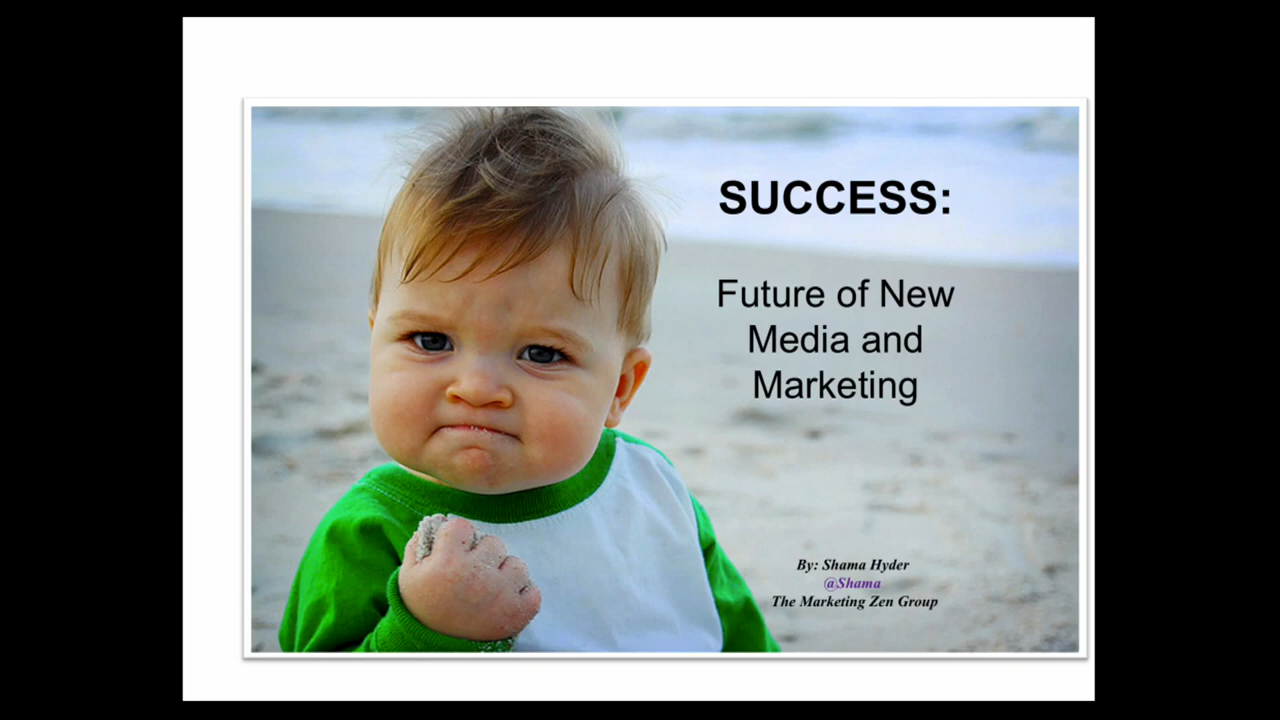 SUCCESS:
Future of New
Media and
Marketing
By: Shama Hyder
@Shama
The Marketing Zen Group